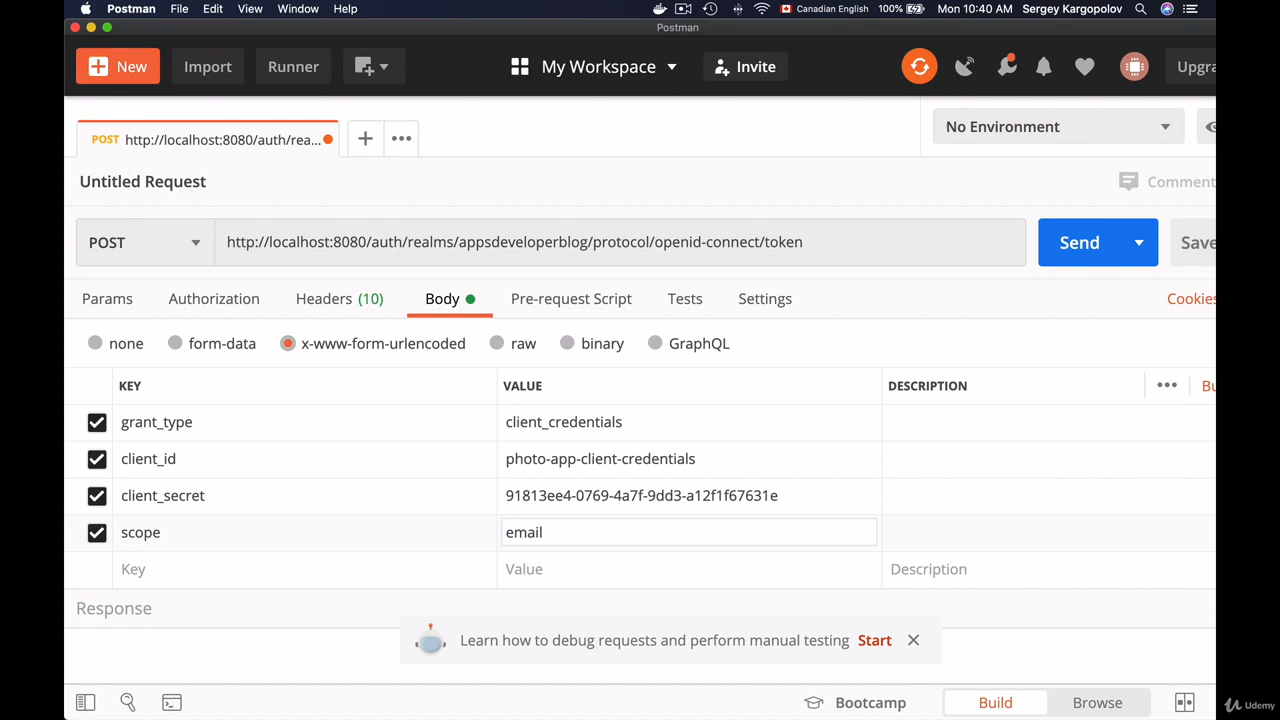 Postman File Edit View Window Help Canadian English 100% Mon 10:40 AM Sergey Kargopolov
Postman
New Import Runner My Workspace Invite Upgra
POST http://localhost:8080/auth/rea... No Environment
Untitled Request Comment
POST http://localhost:8080/auth/realms/appsdeveloperblog/protocol/openid-connect/token Send Save
Params Authorization Headers (10) Body Pre-request Script Tests Settings Cookies
none form-data x-www-form-urlencoded raw binary GraphQL
KEY VALUE DESCRIPTION ••• Bu
grant_type client_credentials
client_id photo-app-client-credentials
client_secret 91813ee4-0769-4a7f-9dd3-a12f1f67631e
scope email
Key Value Description
Response
Learn how to debug requests and perform manual testing Start
Bootcamp Build Browse
Udemy